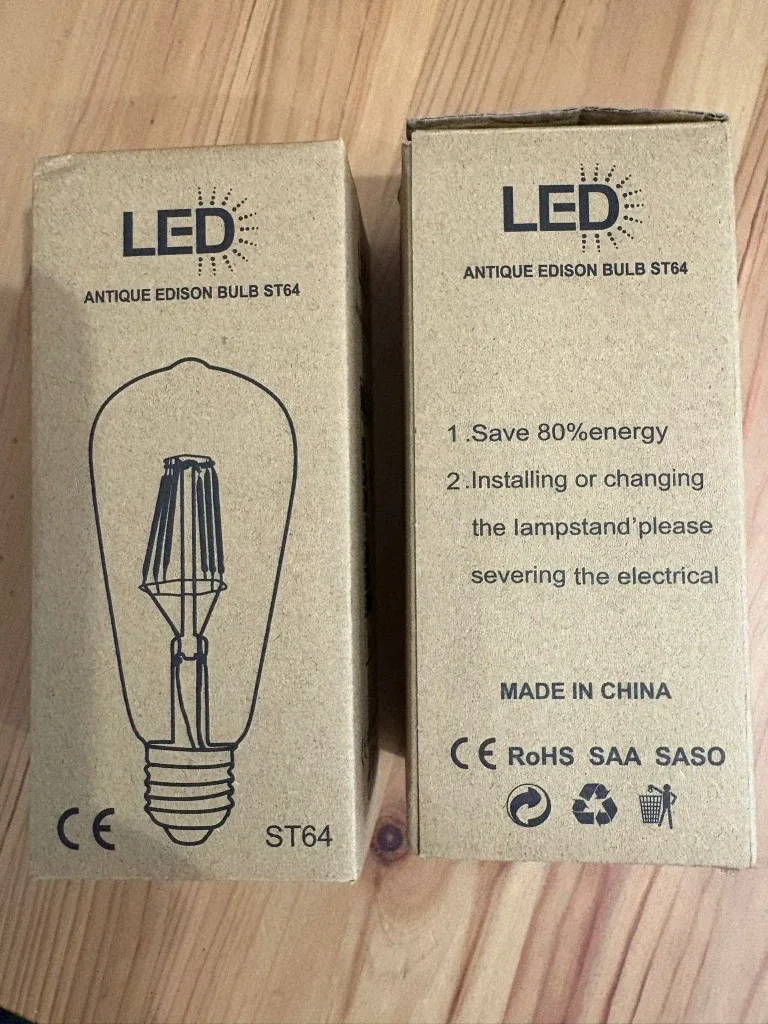 LED
ANTIQUE EDISON BULB ST64
CE
ST64
LED
ANTIQUE EDISON BULB ST64
1.Save 80%energy
2.Installing or changing
the lampstand'please
severing the electrical
MADE IN CHINA
CE RoHS SAA SASO